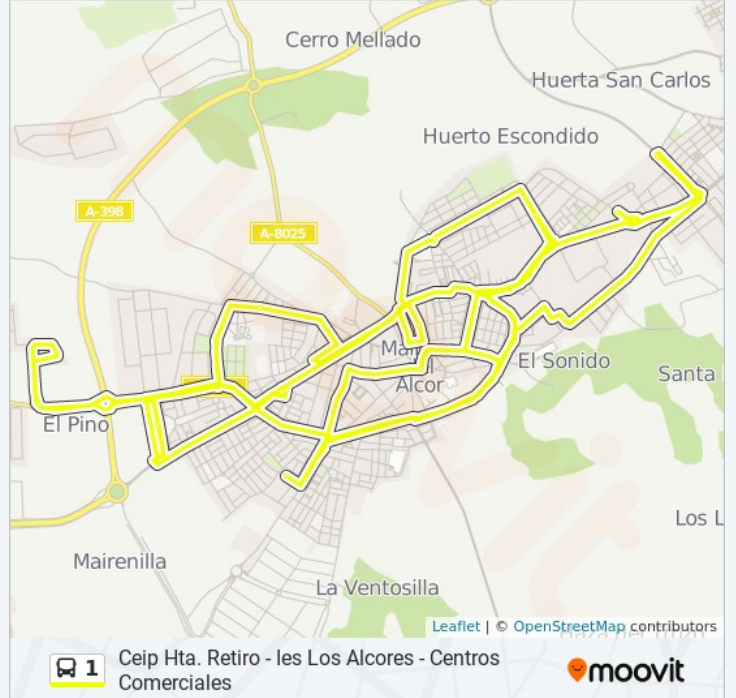 Cerro Mellado
Huerta San Carlos
Huerto Escondido
A-398
A-8025
El Sonido
Alcor
Santa
El Pino
Los L
Mairenilla
La Ventosilla
Leaflet | © OpenStreetMap contributors
1 Ceip Hta. Retiro - Ies Los Alcores - Centros
Comerciales
moovit